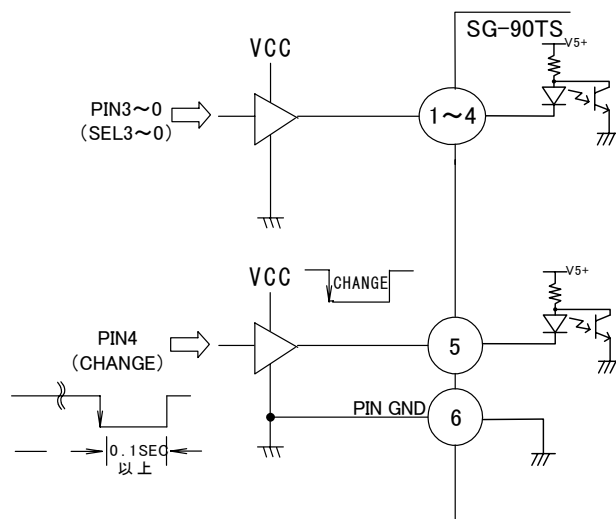 SG-90TS
VCC
V5+
PIN3～0
(SEL3～0)
1～4
VCC
CHANGE
V5+
PIN4
(CHANGE)
5
PIN GND
6
0.1SEC
以上